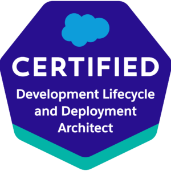 CERTIFIED
Development Lifecycle
and Deployment
Architect